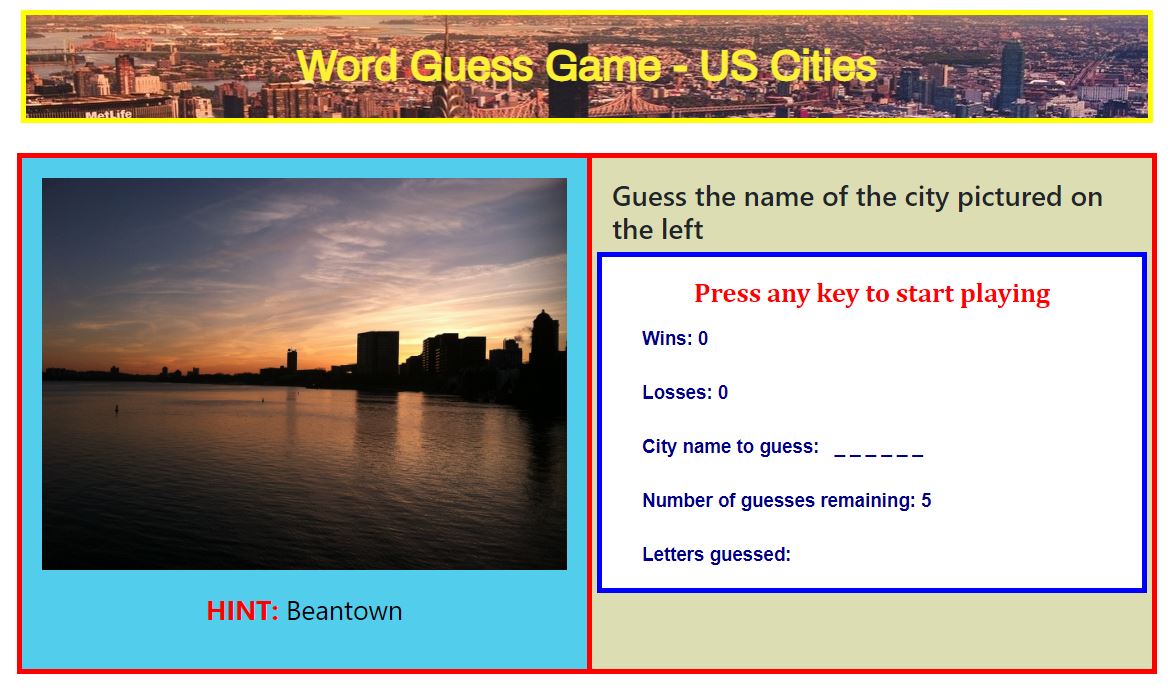 Word Guess Game - US Cities
MetLife
Guess the name of the city pictured on
the left
Press any key to start playing
Wins: 0
Losses: 0
City name to guess: _ _ _ _ _ _
Number of guesses remaining: 5
Letters guessed:
HINT: Beantown